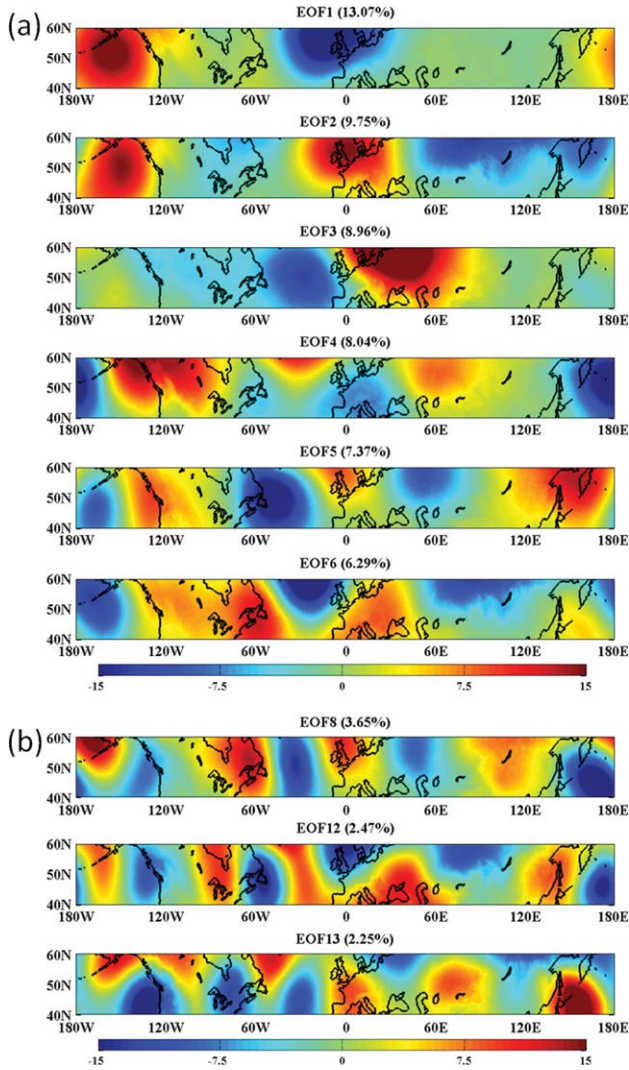 (a)
EOF1 (13.07%)
60N
50N
40N
180W 120W 60W 0 60E 120E 180E
EOF2 (9.75%)
60N
50N
40N
180W 120W 60W 0 60E 120E 180E
EOF3 (8.96%)
60N
50N
40N
180W 120W 60W 0 60E 120E 180E
EOF4 (8.04%)
60N
50N
40N
180W 120W 60W 0 60E 120E 180E
EOF5 (7.37%)
60N
50N
40N
180W 120W 60W 0 60E 120E 180E
EOF6 (6.29%)
60N
50N
40N
180W 120W 60W 0 60E 120E 180E
-15 -7.5 0 7.5 15
(b)
EOF8 (3.65%)
60N
50N
40N
180W 120W 60W 0 60E 120E 180E
EOF12 (2.47%)
60N
50N
40N
180W 120W 60W 0 60E 120E 180E
EOF13 (2.25%)
60N
50N
40N
180W 120W 60W 0 60E 120E 180E
-15 -7.5 0 7.5 15